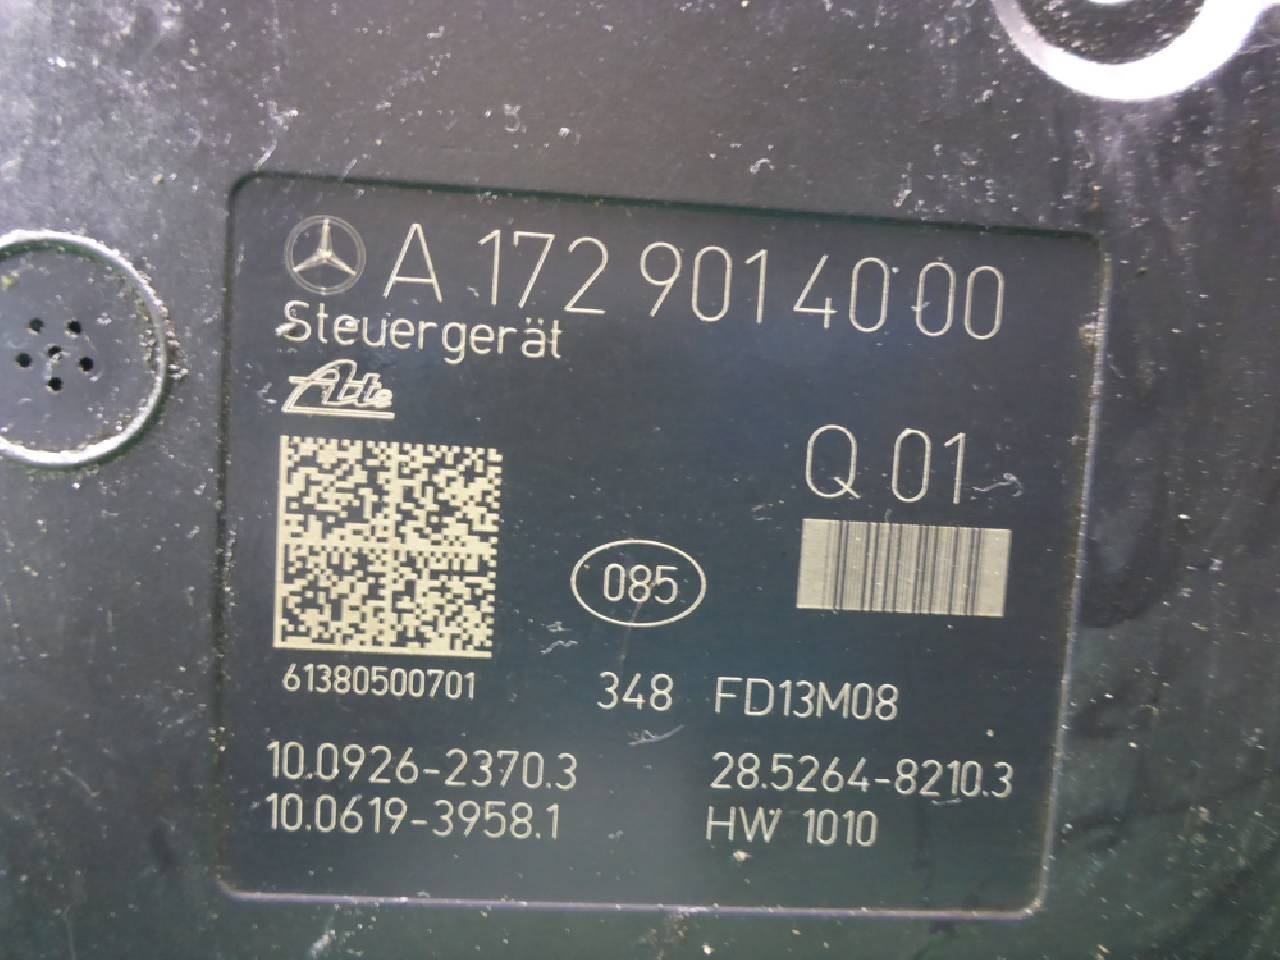 A 172 901 40 00
Steuergerät
Ate
Q 01
085
61380500701
348 FD13M08
10.0926-2370.3 28.5264-8210.3
10.0619-3958.1 HW 1010